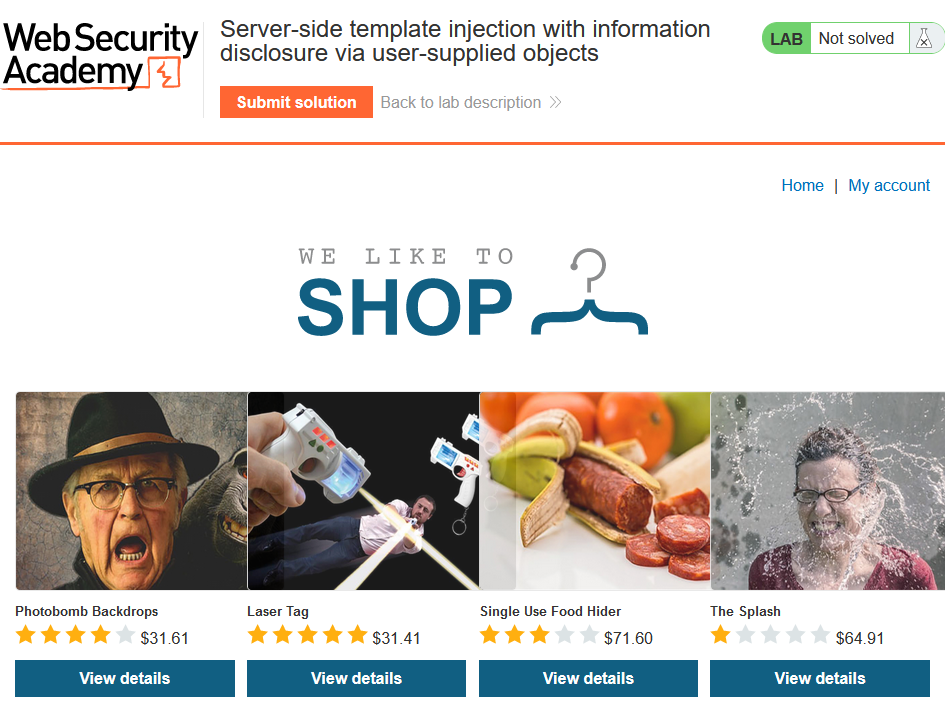 Web Security
Academy
Server-side template injection with information
disclosure via user-supplied objects
LAB Not solved
Submit solution Back to lab description
Home | My account
WE LIKE TO
SHOP
Photobomb Backdrops
$31.61
View details
Laser Tag
$31.41
View details
Single Use Food Hider
$71.60
View details
The Splash
$64.91
View details